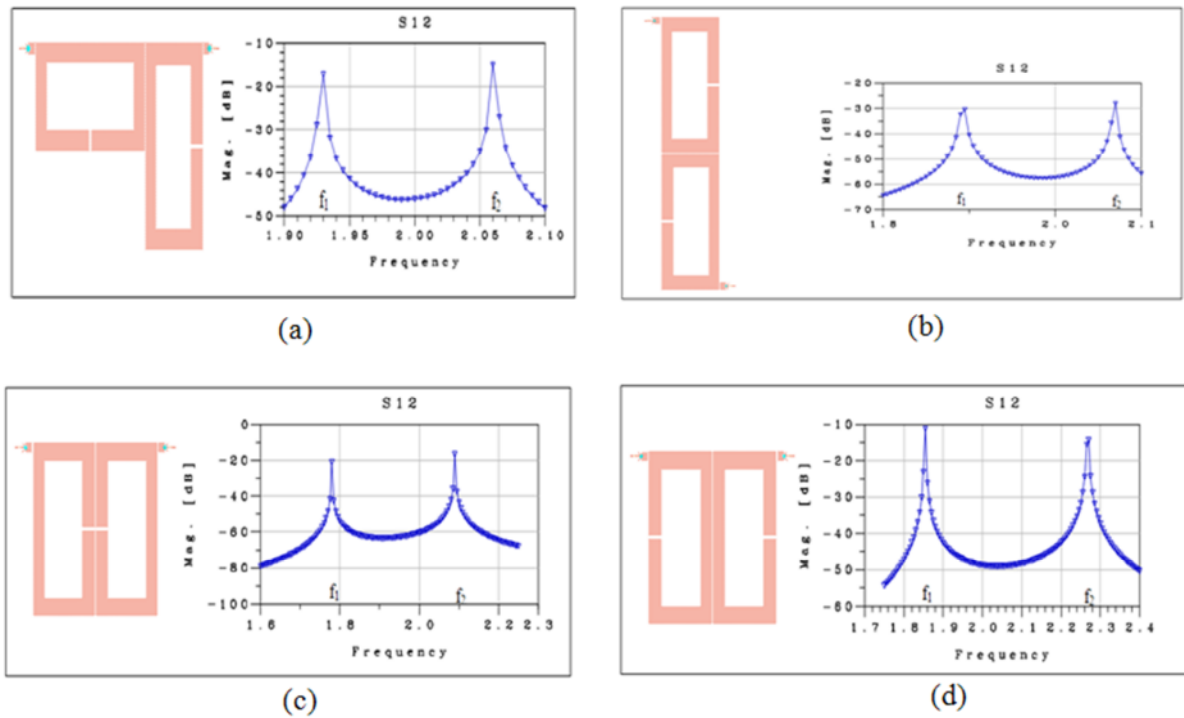 S12
Mag. [dB]
-10
-20
-30
-40
-50
f1
f2
1.90 1.95 2.00 2.05 2.10
Frequency
(a)
S12
Mag. [dB]
-20
-30
-40
-50
-60
-70
f1
f2
1.8 2.0 2.1
Frequency
(b)
S12
Mag. [dB]
0
-20
-40
-60
-80
-100
f1
f2
1.6 1.8 2.0 2.2 2.3
Frequency
(c)
S12
Mag. [dB]
-10
-20
-30
-40
-50
-60
f1
f2
1.7 1.8 1.9 2.0 2.1 2.2 2.3 2.4
Frequency
(d)